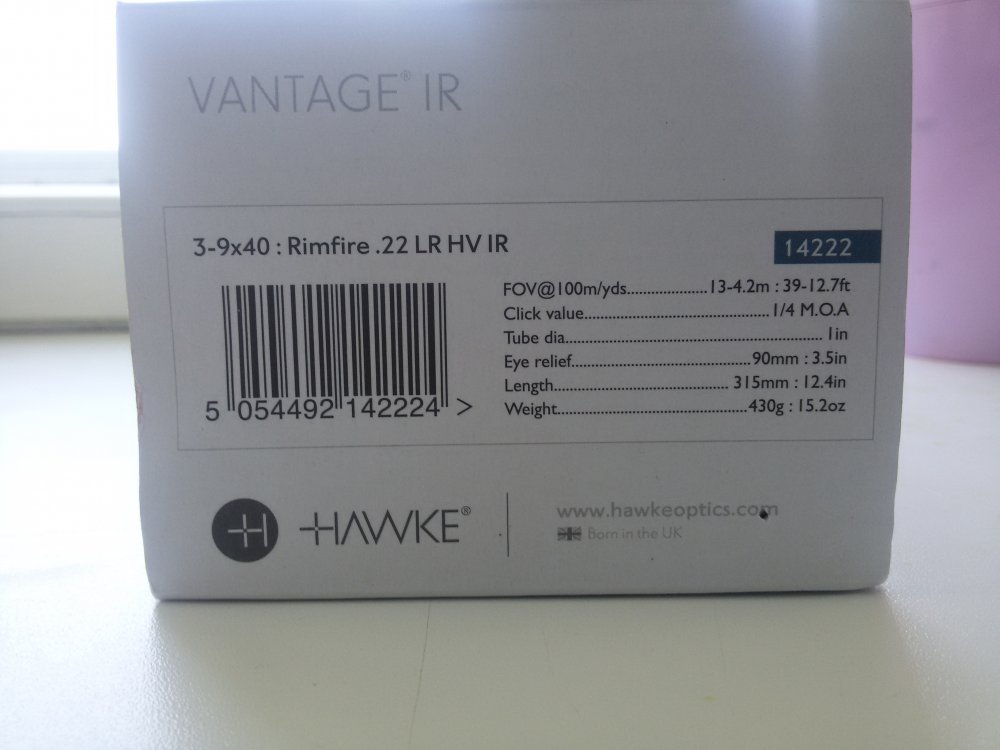 VANTAGE® IR
3-9x40 : Rimfire .22 LR HV IR
14222
FOV@100m/yds...................13-4.2m : 39-12.7ft
Click value............................................1/4 M.O.A
Tube dia............................................................. 1in
Eye relief..........................................90mm : 3.5in
Length......................................... 315mm : 12.4in
Weight.............................................430g : 15.2oz
5 054492 142224 >
H HAWKE®
www.hawkeoptics.com
Born in the UK